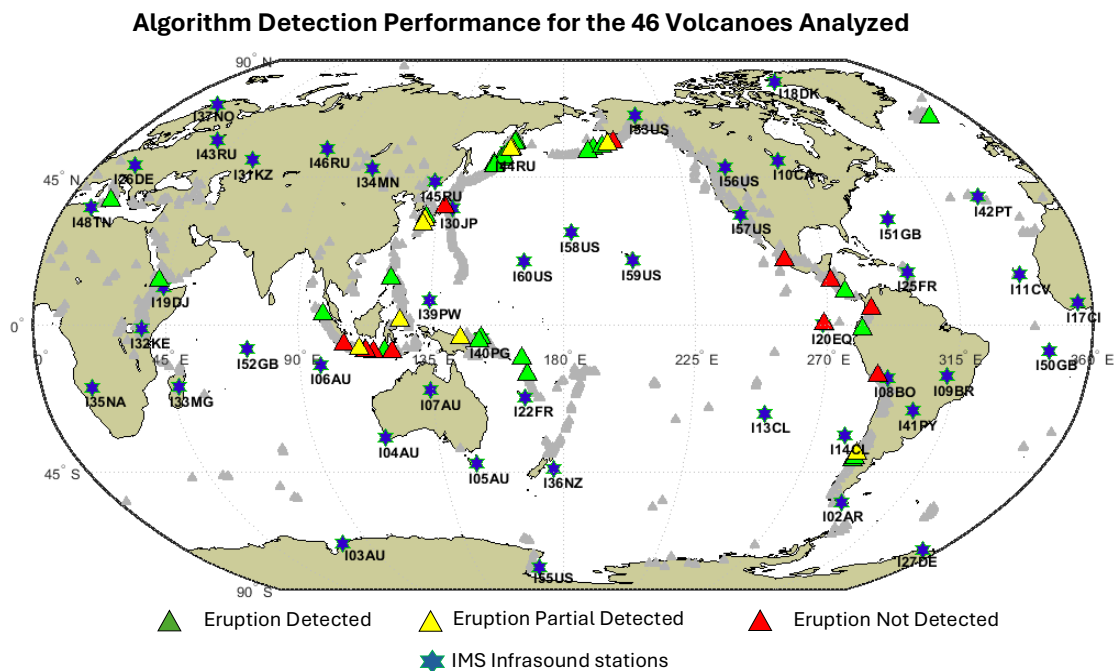 Algorithm Detection Performance for the 46 Volcanoes Analyzed
90° N
I18DK
I37NO
I53US
I43RU
I46RU
I44RU
I26DE
I31KZ
I34MN
I56US
I10CA
45° N
I45RU
I48TN
I30JP
I57US
I51GB
I42PT
I58US
I60US
I59US
I25FR
I11CV
I19DJ
I39PW
I17CI
0°
I32KE
I20EQ
I40PG
0° 45° E 90° E 135° E 180° E 225° E 270° E 315° E 360° E
I52GB
I06AU
I50GB
I35NA
I33MG
I07AU
I22FR
I08BO
I09BR
I13CL
I41PY
I04AU
I14CL
45° S
I05AU
I36NZ
I02AR
I03AU
I27DE
I55US
90° S
Eruption Detected
Eruption Partial Detected
Eruption Not Detected
IMS Infrasound stations